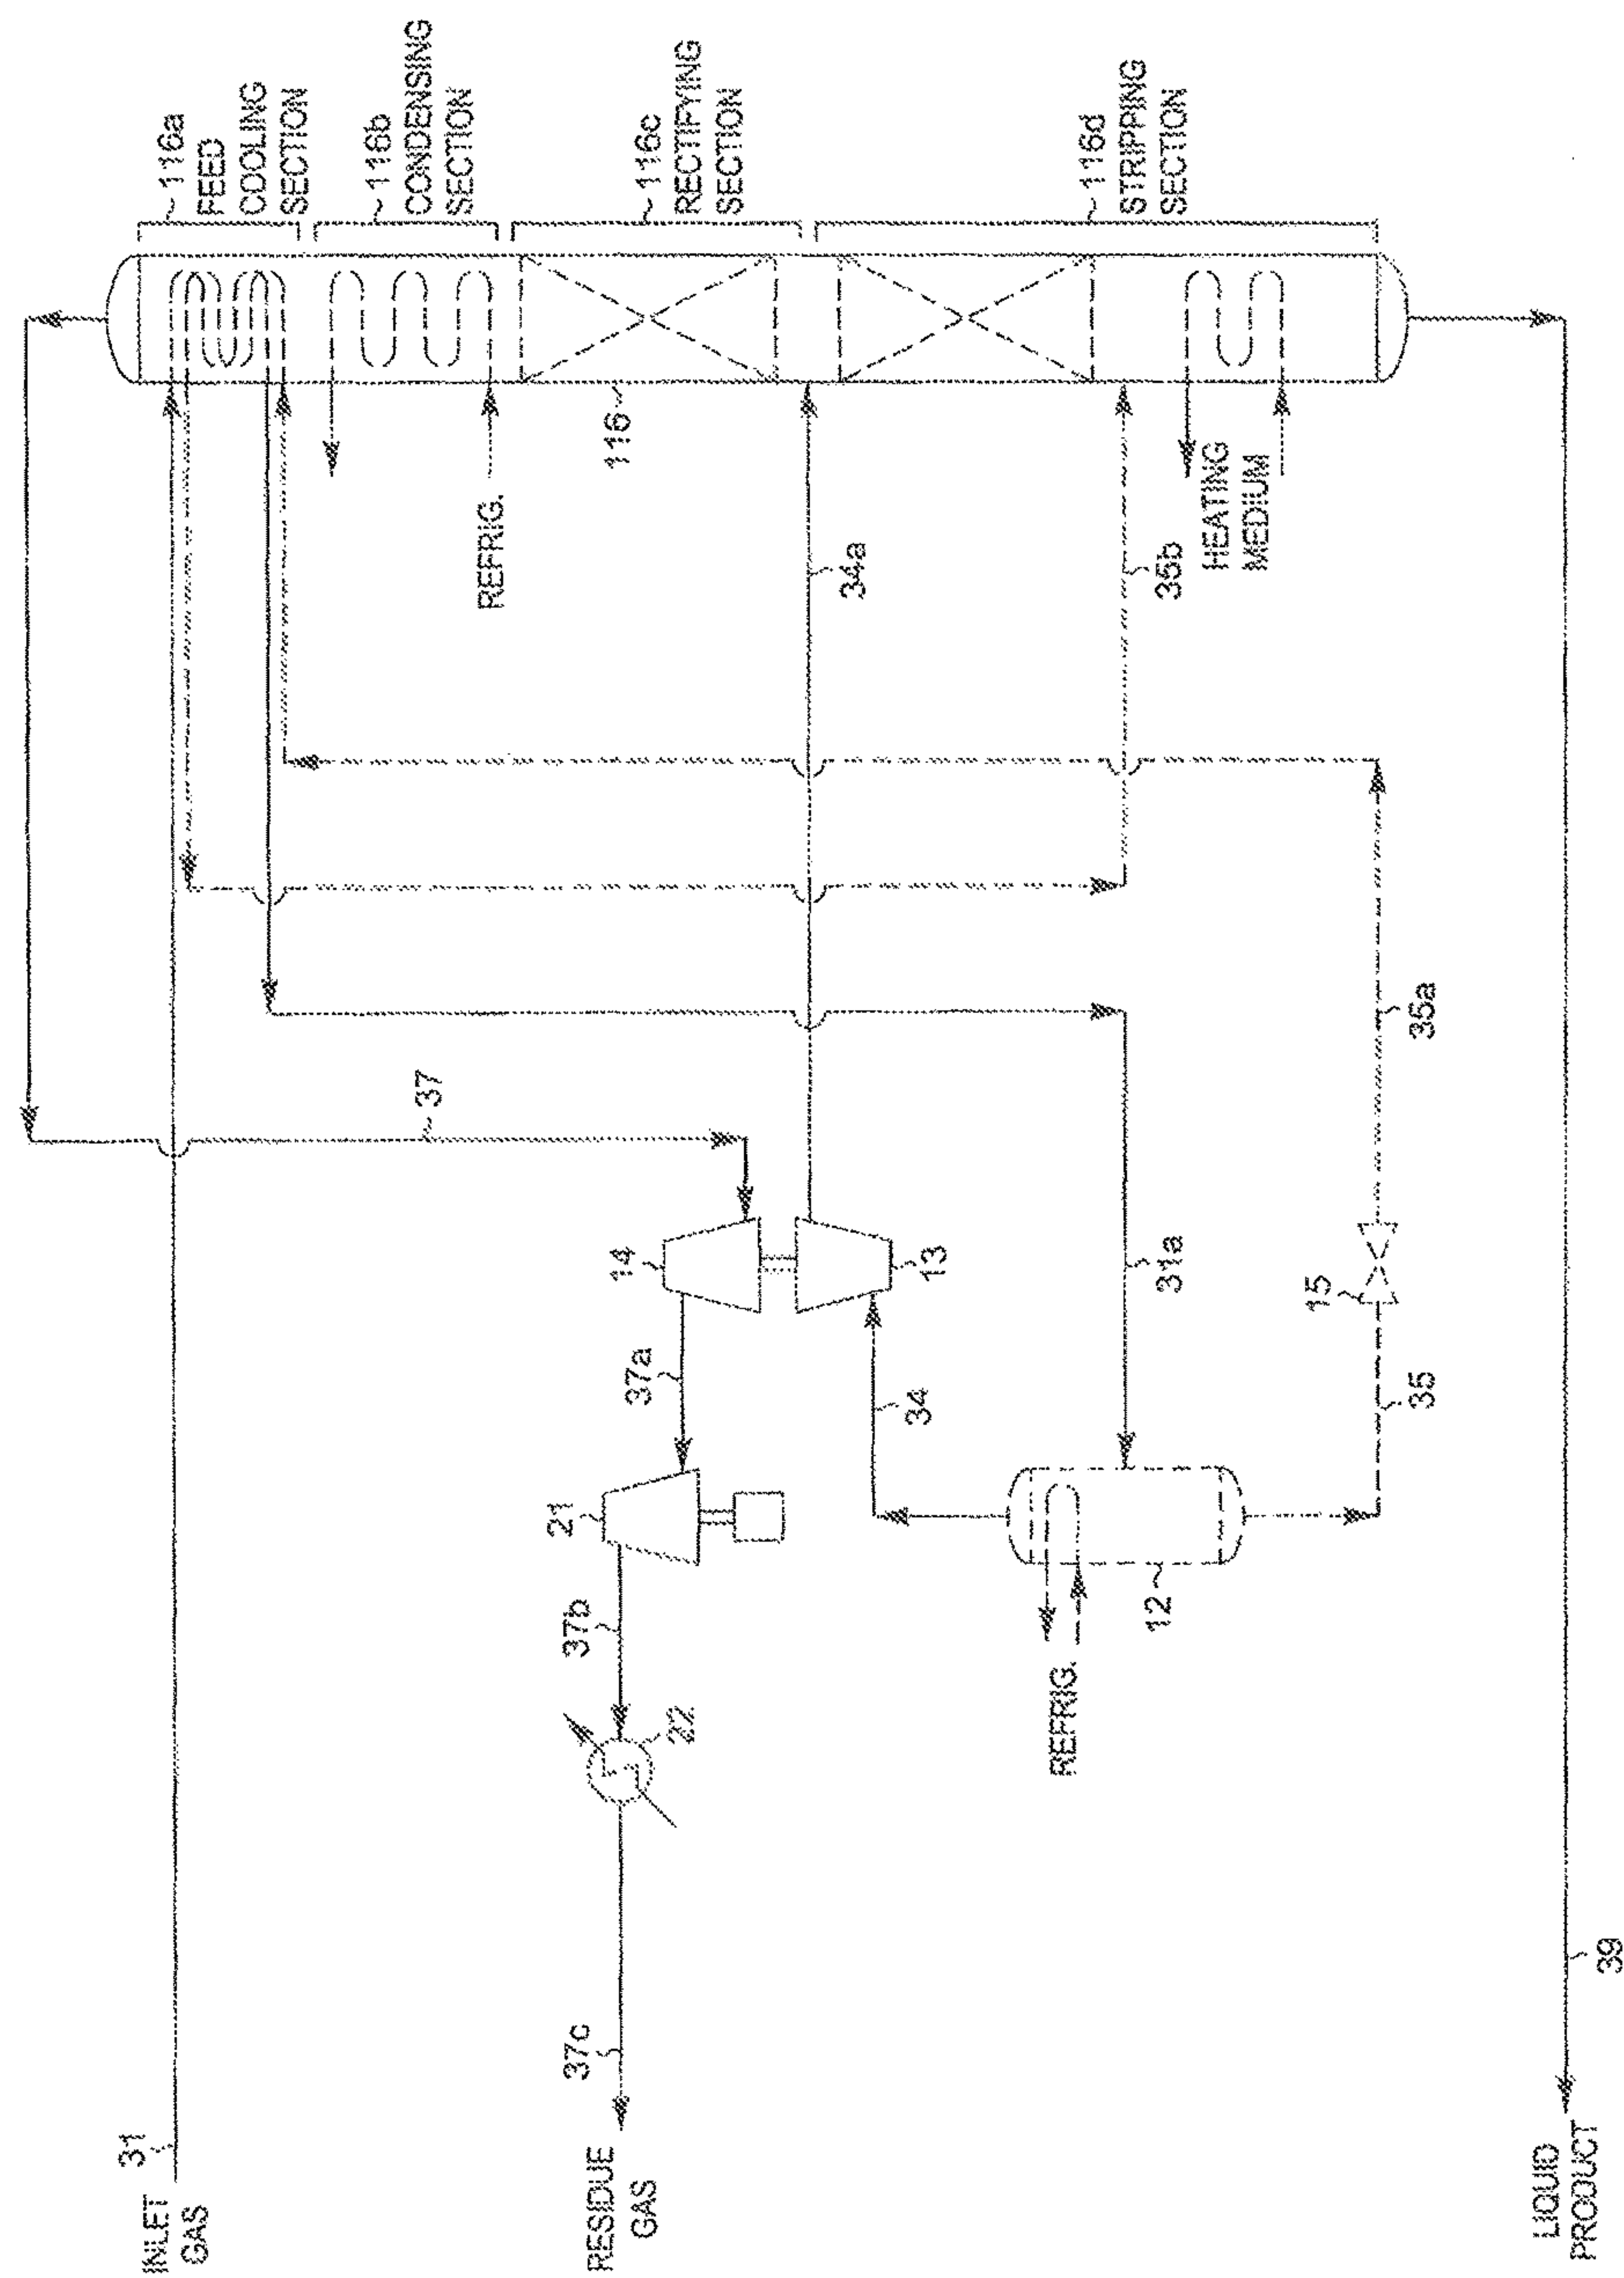 INLET
GAS
31
RESIDUE
GAS
37c
22
37b
21
37a
14
13
37
34
12
REFRIG.
31a
15
35
35a
34a
35b
REFRIG.
HEATING
MEDIUM
116
116a
FEED
COOLING
SECTION
116b
CONDENSING
SECTION
116c
RECTIFYING
SECTION
116d
STRIPPING
SECTION
39
LIQUID
PRODUCT